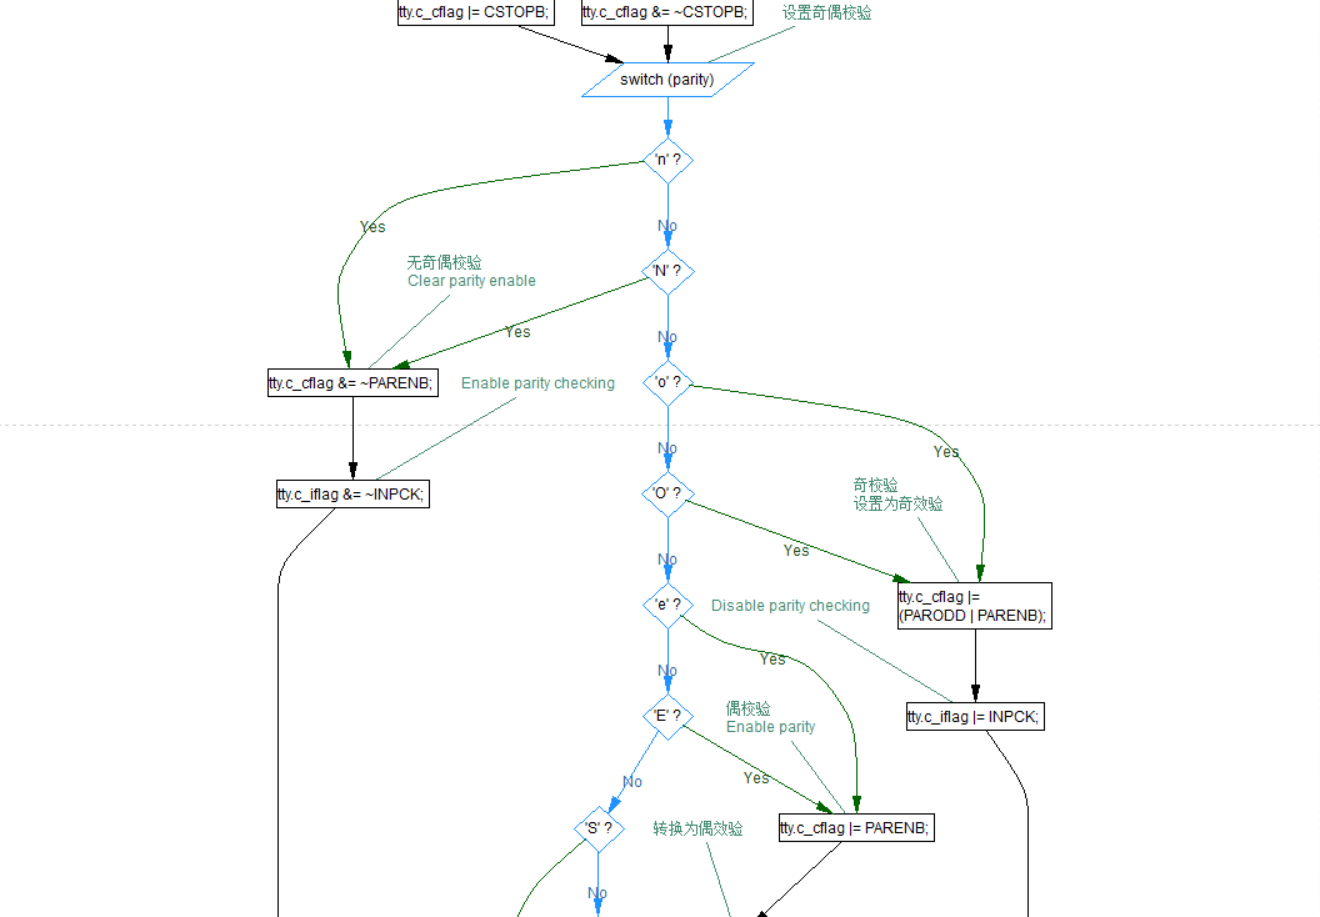 tty.c_cflag |= CSTOPB;
tty.c_cflag &= ~CSTOPB;
设置奇偶校验
switch (parity)
'n' ?
Yes
No
无奇偶校验
Clear parity enable
'N' ?
Yes
No
tty.c_cflag &= ~PARENB;
Enable parity checking
'o' ?
No
Yes
tty.c_iflag &= ~INPCK;
'O' ?
奇校验
设置为奇效验
Yes
No
tty.c_cflag |=
(PARODD | PARENB);
'e' ?
Disable parity checking
Yes
No
'E' ?
偶校验
Enable parity
tty.c_iflag |= INPCK;
Yes
No
'S' ?
转换为偶效验
tty.c_cflag |= PARENB;
No